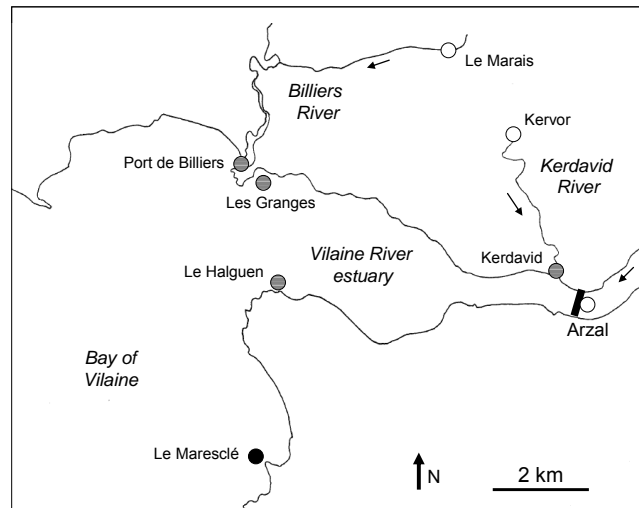 Le Marais
Billiers
River
Kervor
Port de Billiers
Kerdavid
River
Les Granges
Vilaine River
estuary
Kerdavid
Le Halguen
Arzal
Bay of
Vilaine
Le Maresclé
N
2 km